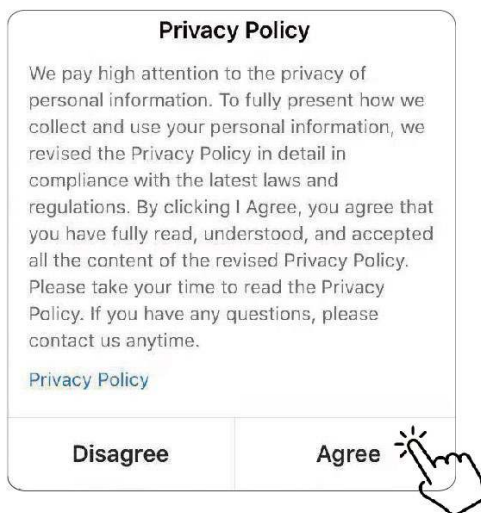 Privacy Policy
We pay high attention to the privacy of
personal information. To fully present how we
collect and use your personal information, we
revised the Privacy Policy in detail in
compliance with the latest laws and
regulations. By clicking I Agree, you agree that
you have fully read, understood, and accepted
all the content of the revised Privacy Policy.
Please take your time to read the Privacy
Policy. If you have any questions, please
contact us anytime.
Privacy Policy
Disagree
Agree